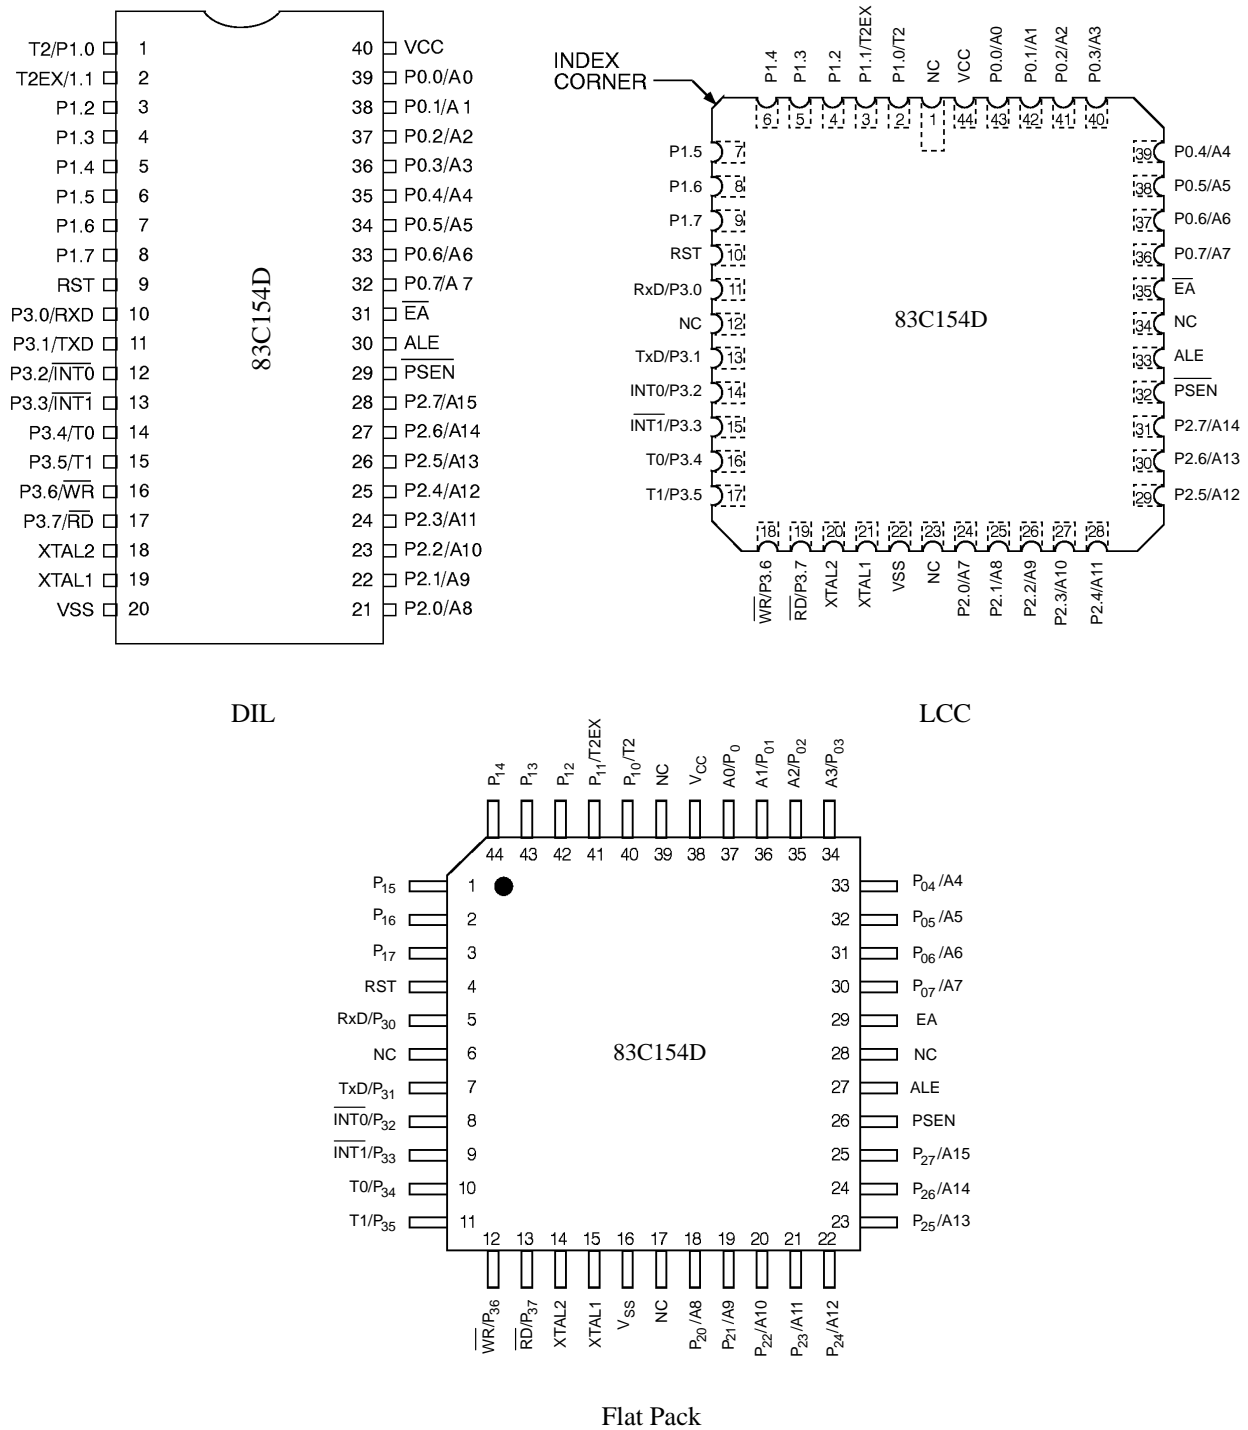 T2/P1.0 1 40 VCC
T2EX/1.1 2 39 P0.0/A0
P1.2 3 38 P0.1/A 1
P1.3 4 37 P0.2/A2
P1.4 5 36 P0.3/A3
P1.5 6 35 P0.4/A4
P1.6 7 34 P0.5/A5
P1.7 8 33 P0.6/A6
RST 9 32 P0.7/A 7
P3.0/RXD 10 31 EA
P3.1/TXD 11 30 ALE
P3.2/INT0 12 29 PSEN
P3.3/INT1 13 28 P2.7/A15
P3.4/T0 14 27 P2.6/A14
P3.5/T1 15 26 P2.5/A13
P3.6/WR 16 25 P2.4/A12
P3.7/RD 17 24 P2.3/A11
XTAL2 18 23 P2.2/A10
XTAL1 19 22 P2.1/A9
VSS 20 21 P2.0/A8
83C154D
DIL
INDEX
CORNER
P1.4 P1.3 P1.2 P1.1/T2EX P1.0/T2 NC VCC P0.0/A0 P0.1/A1 P0.2/A2 P0.3/A3
6 5 4 3 2 1 44 43 42 41 40
P1.5 7 39 P0.4/A4
P1.6 8 38 P0.5/A5
P1.7 9 37 P0.6/A6
RST 10 36 P0.7/A7
RxD/P3.0 11 35 EA
NC 12 34 NC
TxD/P3.1 13 33 ALE
INT0/P3.2 14 32 PSEN
INT1/P3.3 15 31 P2.7/A14
T0/P3.4 16 30 P2.6/A13
T1/P3.5 17 29 P2.5/A12
83C154D
18 19 20 21 22 23 24 25 26 27 28
WR/P3.6 RD/P3.7 XTAL2 XTAL1 VSS NC P2.0/A7 P2.1/A8 P2.2/A9 P2.3/A10 P2.4/A11
LCC
P14 P13 P12 P11/T2EX P10/T2 NC VCC A0/P0 A1/P01 A2/P02 A3/P03
44 43 42 41 40 39 38 37 36 35 34
P15 1 33 P04/A4
P16 2 32 P05/A5
P17 3 31 P06/A6
RST 4 30 P07/A7
RxD/P30 5 29 EA
NC 6 28 NC
TxD/P31 7 27 ALE
INT0/P32 8 26 PSEN
INT1/P33 9 25 P27/A15
T0/P34 10 24 P26/A14
T1/P35 11 23 P25/A13
83C154D
12 13 14 15 16 17 18 19 20 21 22
WR/P36 RD/P37 XTAL2 XTAL1 VSS NC P20/A8 P21/A9 P22/A10 P23/A11 P24/A12
Flat Pack